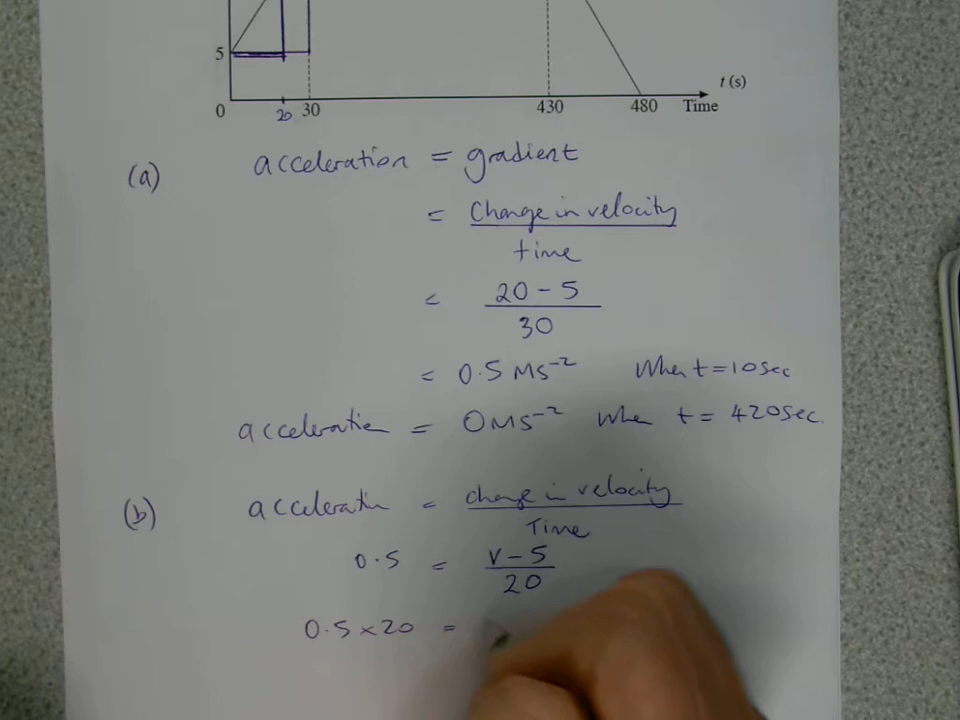 5
t (s)
0 20 30 430 480 Time
(a) acceleration = gradient
= Change in velocity
time
= 20 - 5
30
= 0.5 Ms⁻² When t = 10 sec
acceleration = 0 Ms⁻² when t = 420 sec.
(b) acceleratin = change in velocity
Time
0.5 = v - 5
20
0.5 × 20 =